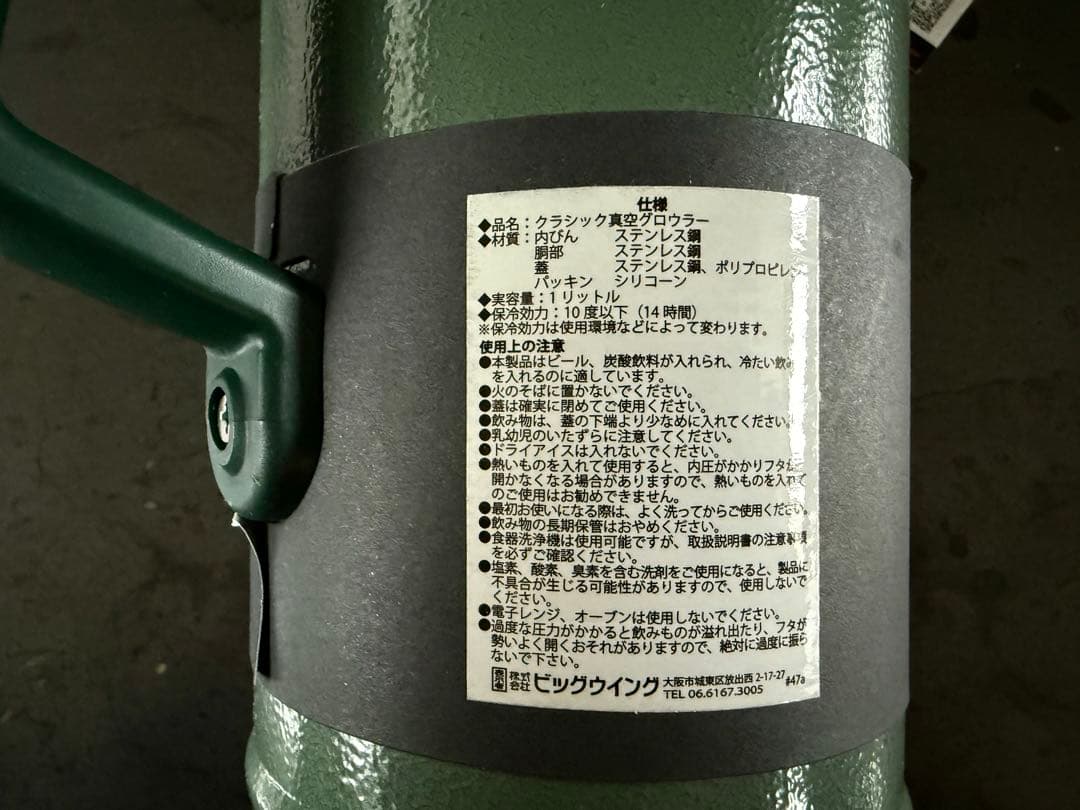 仕様
◆品名：クラシック真空グロウラー
◆材質：内びん ステンレス鋼
胴部 ステンレス鋼
蓋 ステンレス鋼、ポリプロピレン
パッキン シリコーン
◆実容量：1リットル
◆保冷効力：10度以下（14時間）
※保冷効力は使用環境などによって変わります。
使用上の注意
●本製品はビール、炭酸飲料が入れられ、冷たい飲み
を入れるのに適しています。
●火のそばに置かないでください。
●蓋は確実に閉めてご使用ください。
●飲み物は、蓋の下端より少なめに入れてください。
●乳幼児のいたずらに注意してください。
●ドライアイスは入れないでください。
●熱いものを入れて使用すると、内圧がかかりフタが
開かなくなる場合がありますので、熱いものを入れて
のご使用はお勧めできません。
●最初お使いになる際は、よく洗ってからご使用ください。
●飲み物の長期保管はおやめください。
●食器洗浄機は使用可能ですが、取扱説明書の注意事項
を必ずご確認ください。
●塩素、酸素、臭素を含む洗剤をご使用になると、製品に
不具合が生じる可能性がありますので、使用しないで
ください。
●電子レンジ、オーブンは使用しないでください。
●過度な圧力がかかると飲みものが溢れ出たり、フタが
勢いよく開くおそれがありますので、絶対に過度に振ら
ないで下さい。
株式会社 ビッグウイング 大阪市城東区放出西2-17-27
TEL 06.6167.3005 #47a